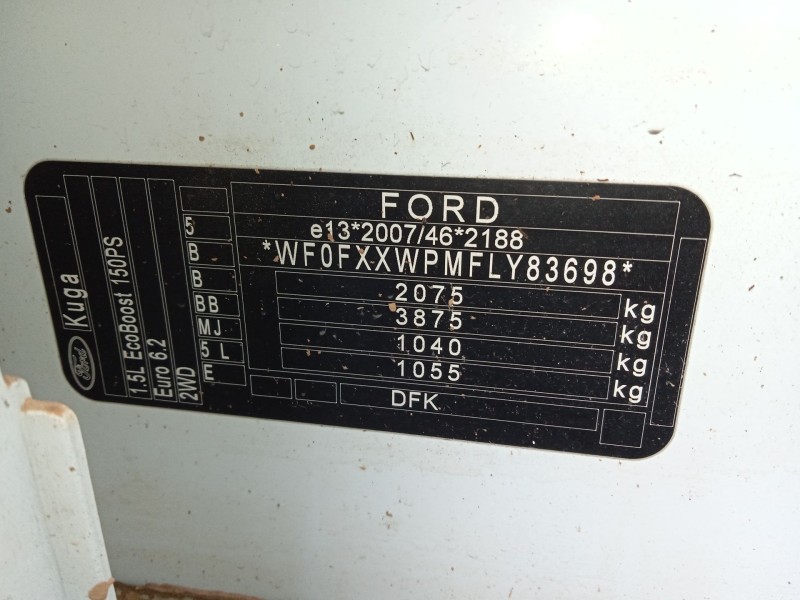 FORD
e13*2007/46*2188
*WF0FXXWPMFLY83698*
2075 kg
3875 kg
1040 kg
1055 kg
DFK
5
B
B
BB
MJ
5 L
E
Ford Kuga
1.5L EcoBoost 150PS
Euro 6.2
2WD